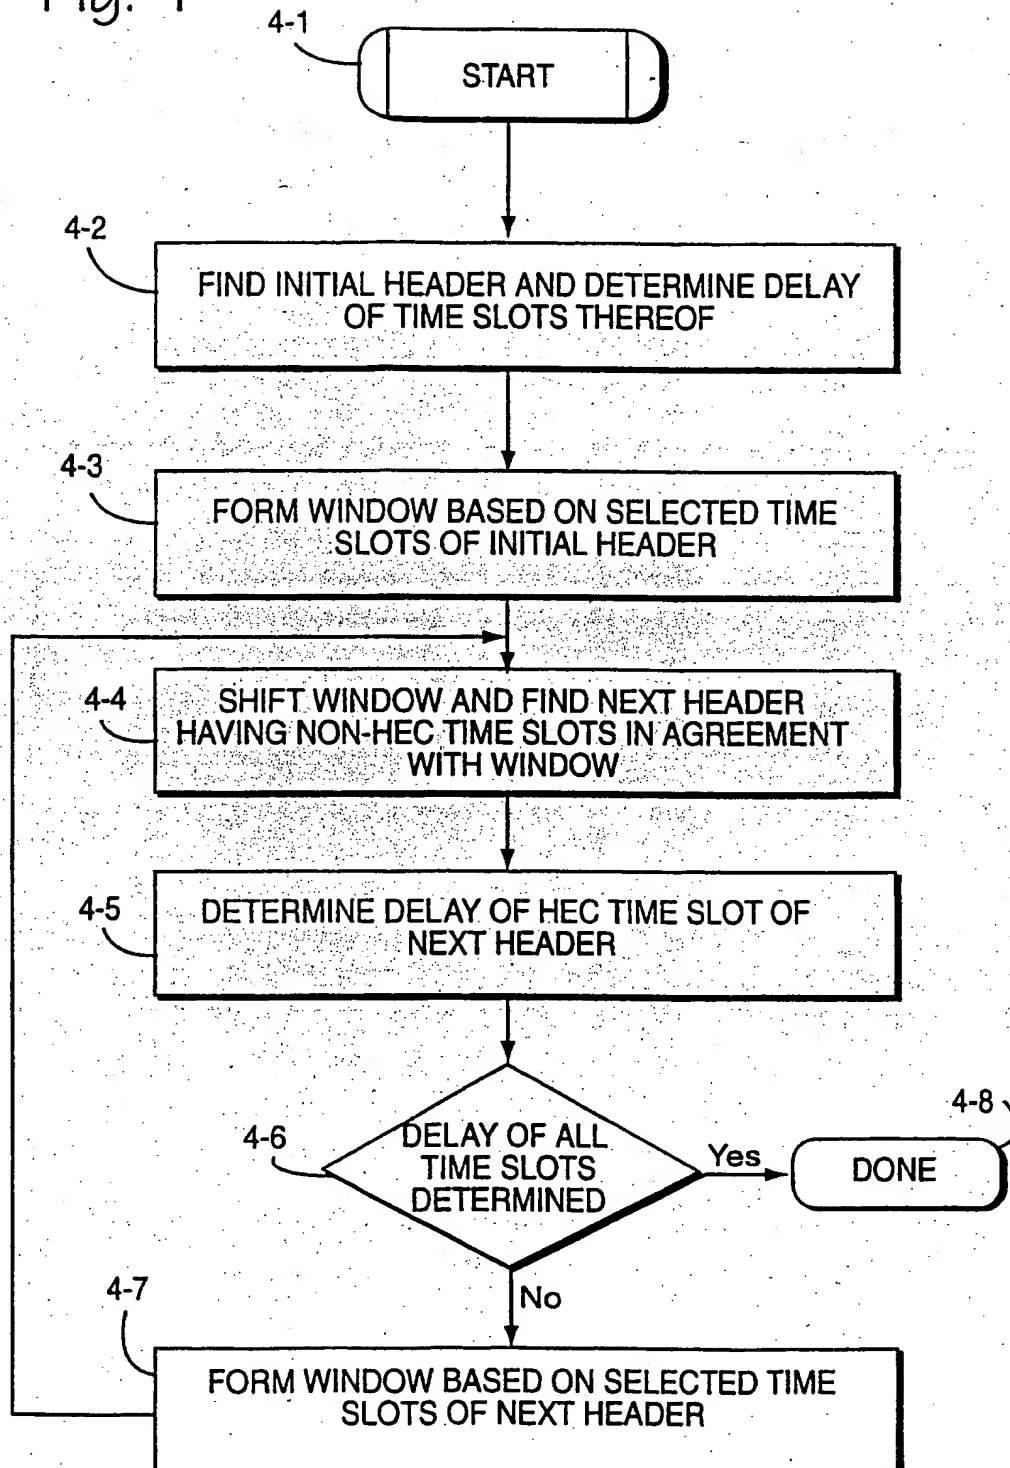 Fig. 4
4-1
START
4-2
FIND INITIAL HEADER AND DETERMINE DELAY
OF TIME SLOTS THEREOF
4-3
FORM WINDOW BASED ON SELECTED TIME
SLOTS OF INITIAL HEADER
4-4
SHIFT WINDOW AND FIND NEXT HEADER
HAVING NON-HEC TIME SLOTS IN AGREEMENT
WITH WINDOW
4-5
DETERMINE DELAY OF HEC TIME SLOT OF
NEXT HEADER
4-6
DELAY OF ALL
TIME SLOTS
DETERMINED
Yes
4-8
DONE
No
4-7
FORM WINDOW BASED ON SELECTED TIME
SLOTS OF NEXT HEADER